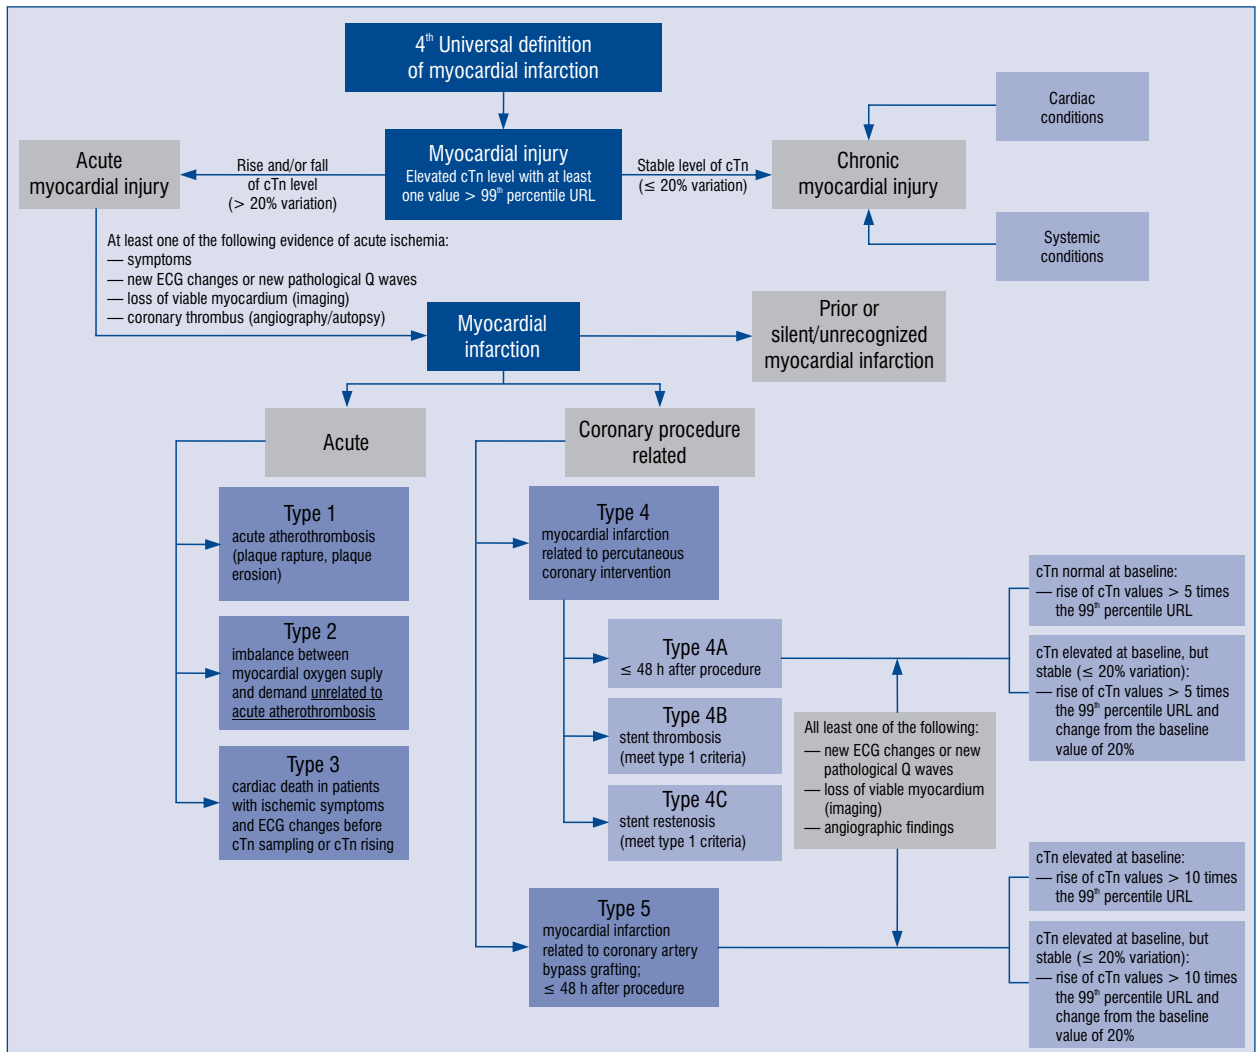 4th Universal definition
of myocardial infarction
Cardiac
conditions
Acute
myocardial injury
Rise and/or fall
of cTn level
(> 20% variation)
Myocardial injury
Elevated cTn level with at least
one value > 99th percentile URL
Stable level of cTn
(≤ 20% variation)
Chronic
myocardial injury
Systemic
conditions
At least one of the following evidence of acute ischemia:
— symptoms
— new ECG changes or new pathological Q waves
— loss of viable myocardium (imaging)
— coronary thrombus (angiography/autopsy)
Myocardial
infarction
Prior or
silent/unrecognized
myocardial infarction
Acute
Coronary procedure
related
Type 1
acute atherothrombosis
(plaque rapture, plaque
erosion)
Type 2
imbalance between
myocardial oxygen suply
and demand unrelated to
acute atherothrombosis
Type 3
cardiac death in patients
with ischemic symptoms
and ECG changes before
cTn sampling or cTn rising
Type 4
myocardial infarction
related to percutaneous
coronary intervention
Type 4A
≤ 48 h after procedure
Type 4B
stent thrombosis
(meet type 1 criteria)
Type 4C
stent restenosis
(meet type 1 criteria)
Type 5
myocardial infarction
related to coronary artery
bypass grafting;
≤ 48 h after procedure
All least one of the following:
— new ECG changes or new
pathological Q waves
— loss of viable myocardium
(imaging)
— angiographic findings
cTn normal at baseline:
— rise of cTn values > 5 times
the 99th percentile URL
cTn elevated at baseline, but
stable (≤ 20% variation):
— rise of cTn values > 5 times
the 99th percentile URL and
change from the baseline
value of 20%
cTn elevated at baseline:
— rise of cTn values > 10 times
the 99th percentile URL
cTn elevated at baseline, but
stable (≤ 20% variation):
— rise of cTn values > 10 times
the 99th percentile URL and
change from the baseline
value of 20%